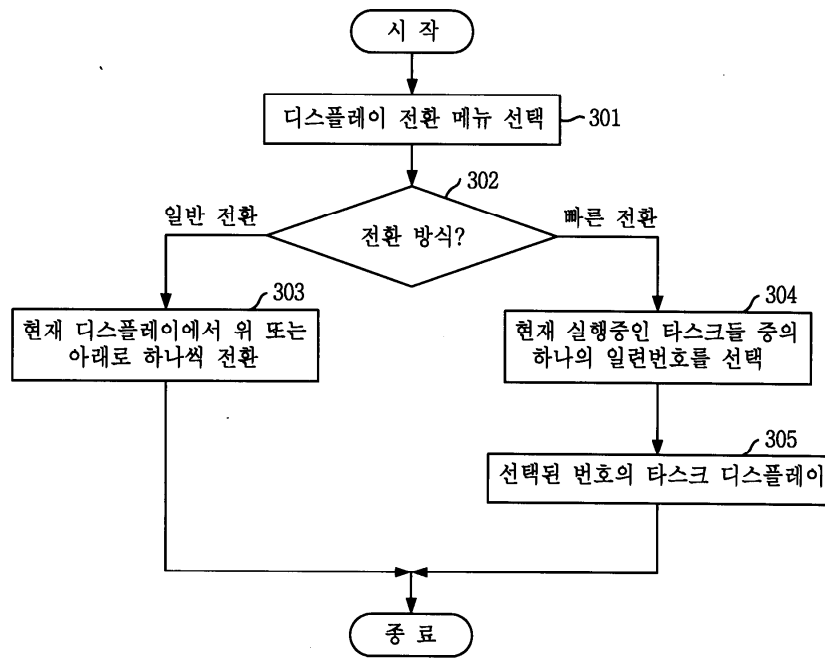 시 작
디스플레이 전환 메뉴 선택
301
302
전환 방식?
일반 전환
빠른 전환
303
현재 디스플레이에서 위 또는
아래로 하나씩 전환
304
현재 실행중인 타스크들 중의
하나의 일련번호를 선택
305
선택된 번호의 타스크 디스플레이
종 료